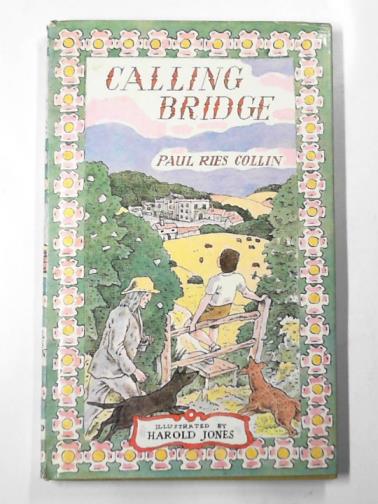 CALLING
BRIDGE
PAUL RIES COLLIN
ILLUSTRATED BY
HAROLD JONES